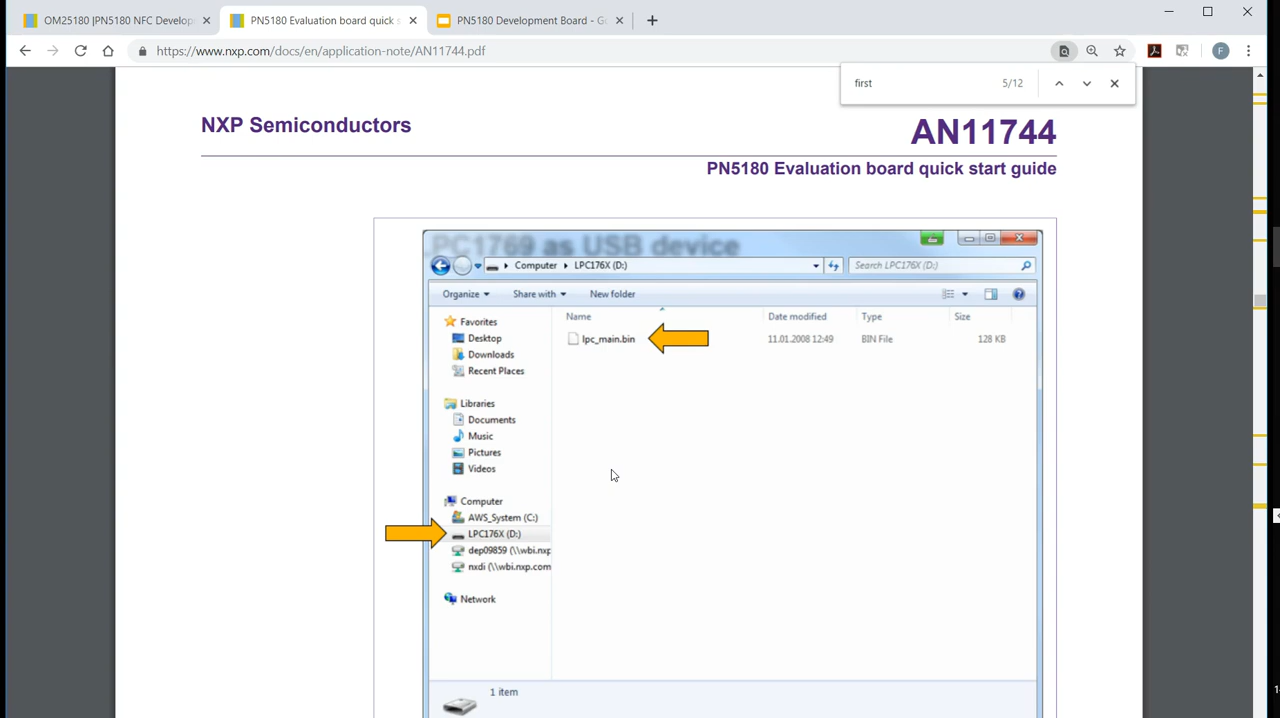 OM25180 |PN5180 NFC Develop
PN5180 Evaluation board quick s
PN5180 Development Board - Go
https://www.nxp.com/docs/en/application-note/AN11744.pdf
F
first
5/12
NXP Semiconductors
AN11744
PN5180 Evaluation board quick start guide
PC1769 as USB device
Computer
LPC176X (D:)
Search LPC176X (D:)
Organize
Share with
New folder
Name
Date modified
Type
Size
lpc_main.bin
11.01.2008 12:49
BIN File
128 KB
Favorites
Desktop
Downloads
Recent Places
Libraries
Documents
Music
Pictures
Videos
Computer
AWS_System (C:)
LPC176X (D:)
dep09859 (\\wbi.nxp
nxdi (\\wbi.nxp.com
Network
1 item